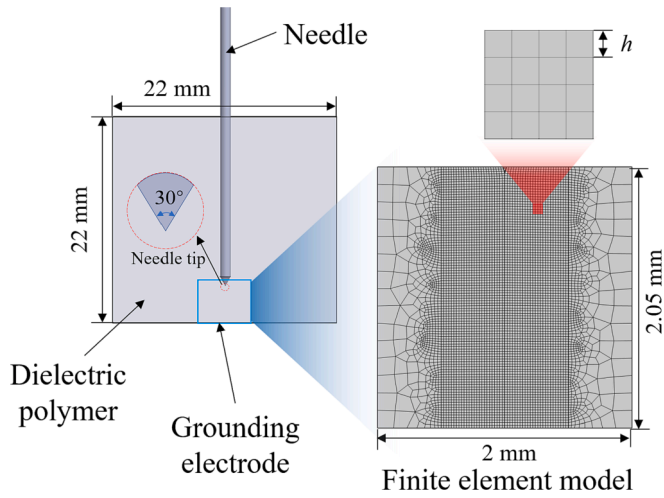 Needle
h
22 mm
22 mm
30°
Needle tip
2.05 mm
Dielectric
polymer
Grounding
electrode
2 mm
Finite element model